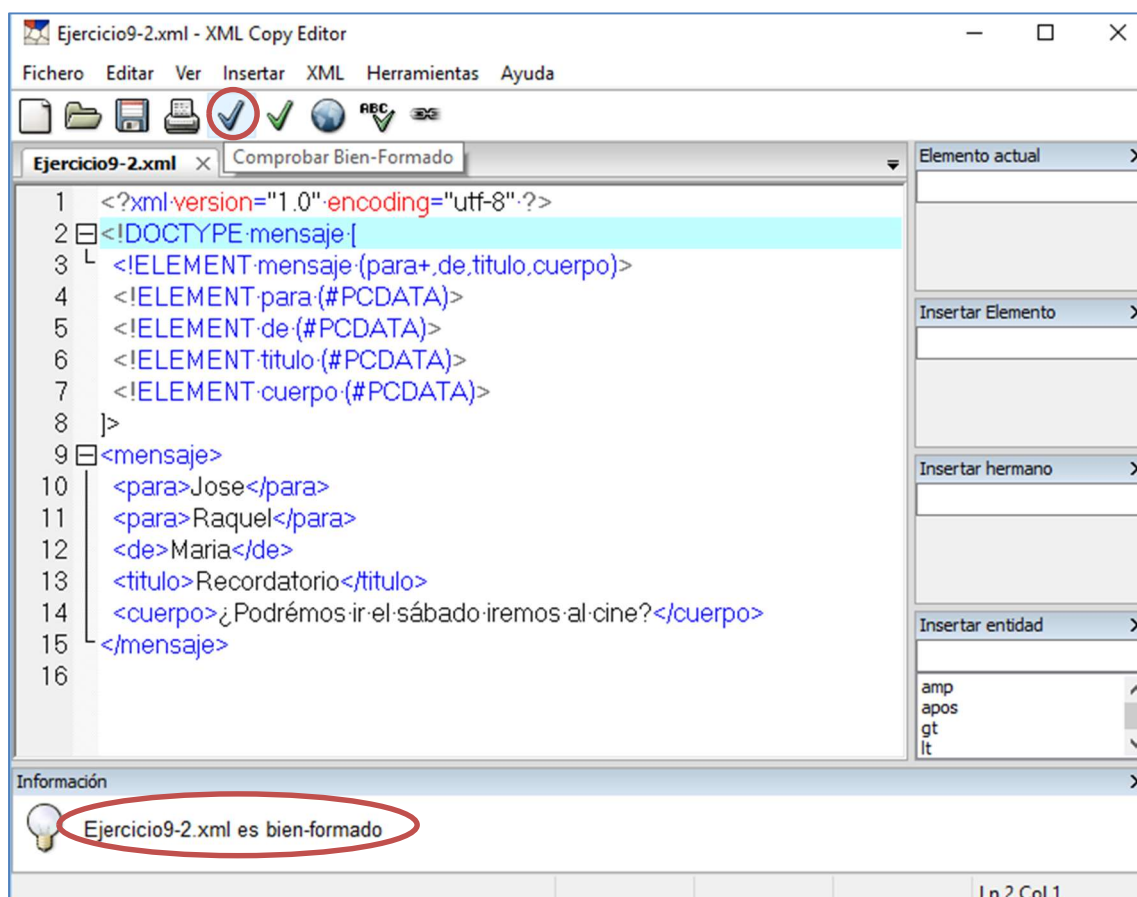 Ejercicio9-2.xml - XML Copy Editor
Fichero Editar Ver Insertar XML Herramientas Ayuda
ABC
Ejercicio9-2.xml
Comprobar Bien-Formado
1 <?xml·version="1.0"·encoding="utf-8"·?>
2 <!DOCTYPE·mensaje·[
3 <!ELEMENT·mensaje·(para+,de,titulo,cuerpo)>
4 <!ELEMENT·para·(#PCDATA)>
5 <!ELEMENT·de·(#PCDATA)>
6 <!ELEMENT·titulo·(#PCDATA)>
7 <!ELEMENT·cuerpo·(#PCDATA)>
8 ]>
9 <mensaje>
10 <para>Jose</para>
11 <para>Raquel</para>
12 <de>Maria</de>
13 <titulo>Recordatorio</titulo>
14 <cuerpo>¿Podrémos·ir·el·sábado·iremos·al·cine?</cuerpo>
15 </mensaje>
16
Elemento actual
Insertar Elemento
Insertar hermano
Insertar entidad
amp
apos
gt
lt
Información
Ejercicio9-2.xml es bien-formado
Ln 2 Col 1